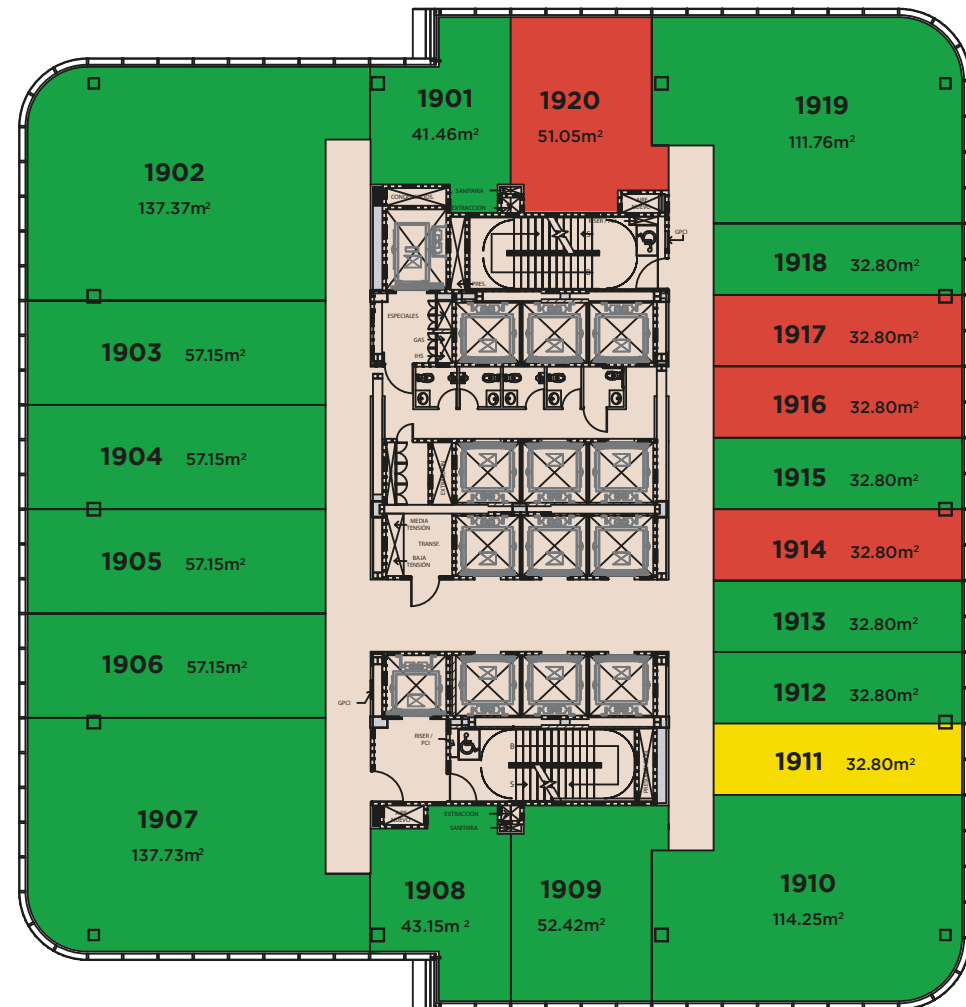 1901
41.46m²
1920
51.05m²
1919
111.76m²
1902
137.37m²
SANITARIA
EXTRACCIÓN
GPCI
PRES.
1918 32.80m²
ESPECIALES
GAS
IHS
1917 32.80m²
1903 57.15m²
1916 32.80m²
1904 57.15m²
1915 32.80m²
MEDIA
TENSIÓN
TRANSF.
BAJA
TENSIÓN
1914 32.80m²
1905 57.15m²
1913 32.80m²
1906 57.15m²
1912 32.80m²
GPCI
RISER /
PCI
B
S
1911 32.80m²
1907
137.73m²
EXTRACCIÓN
SANITARIA
1908
43.15m²
1909
52.42m²
1910
114.25m²